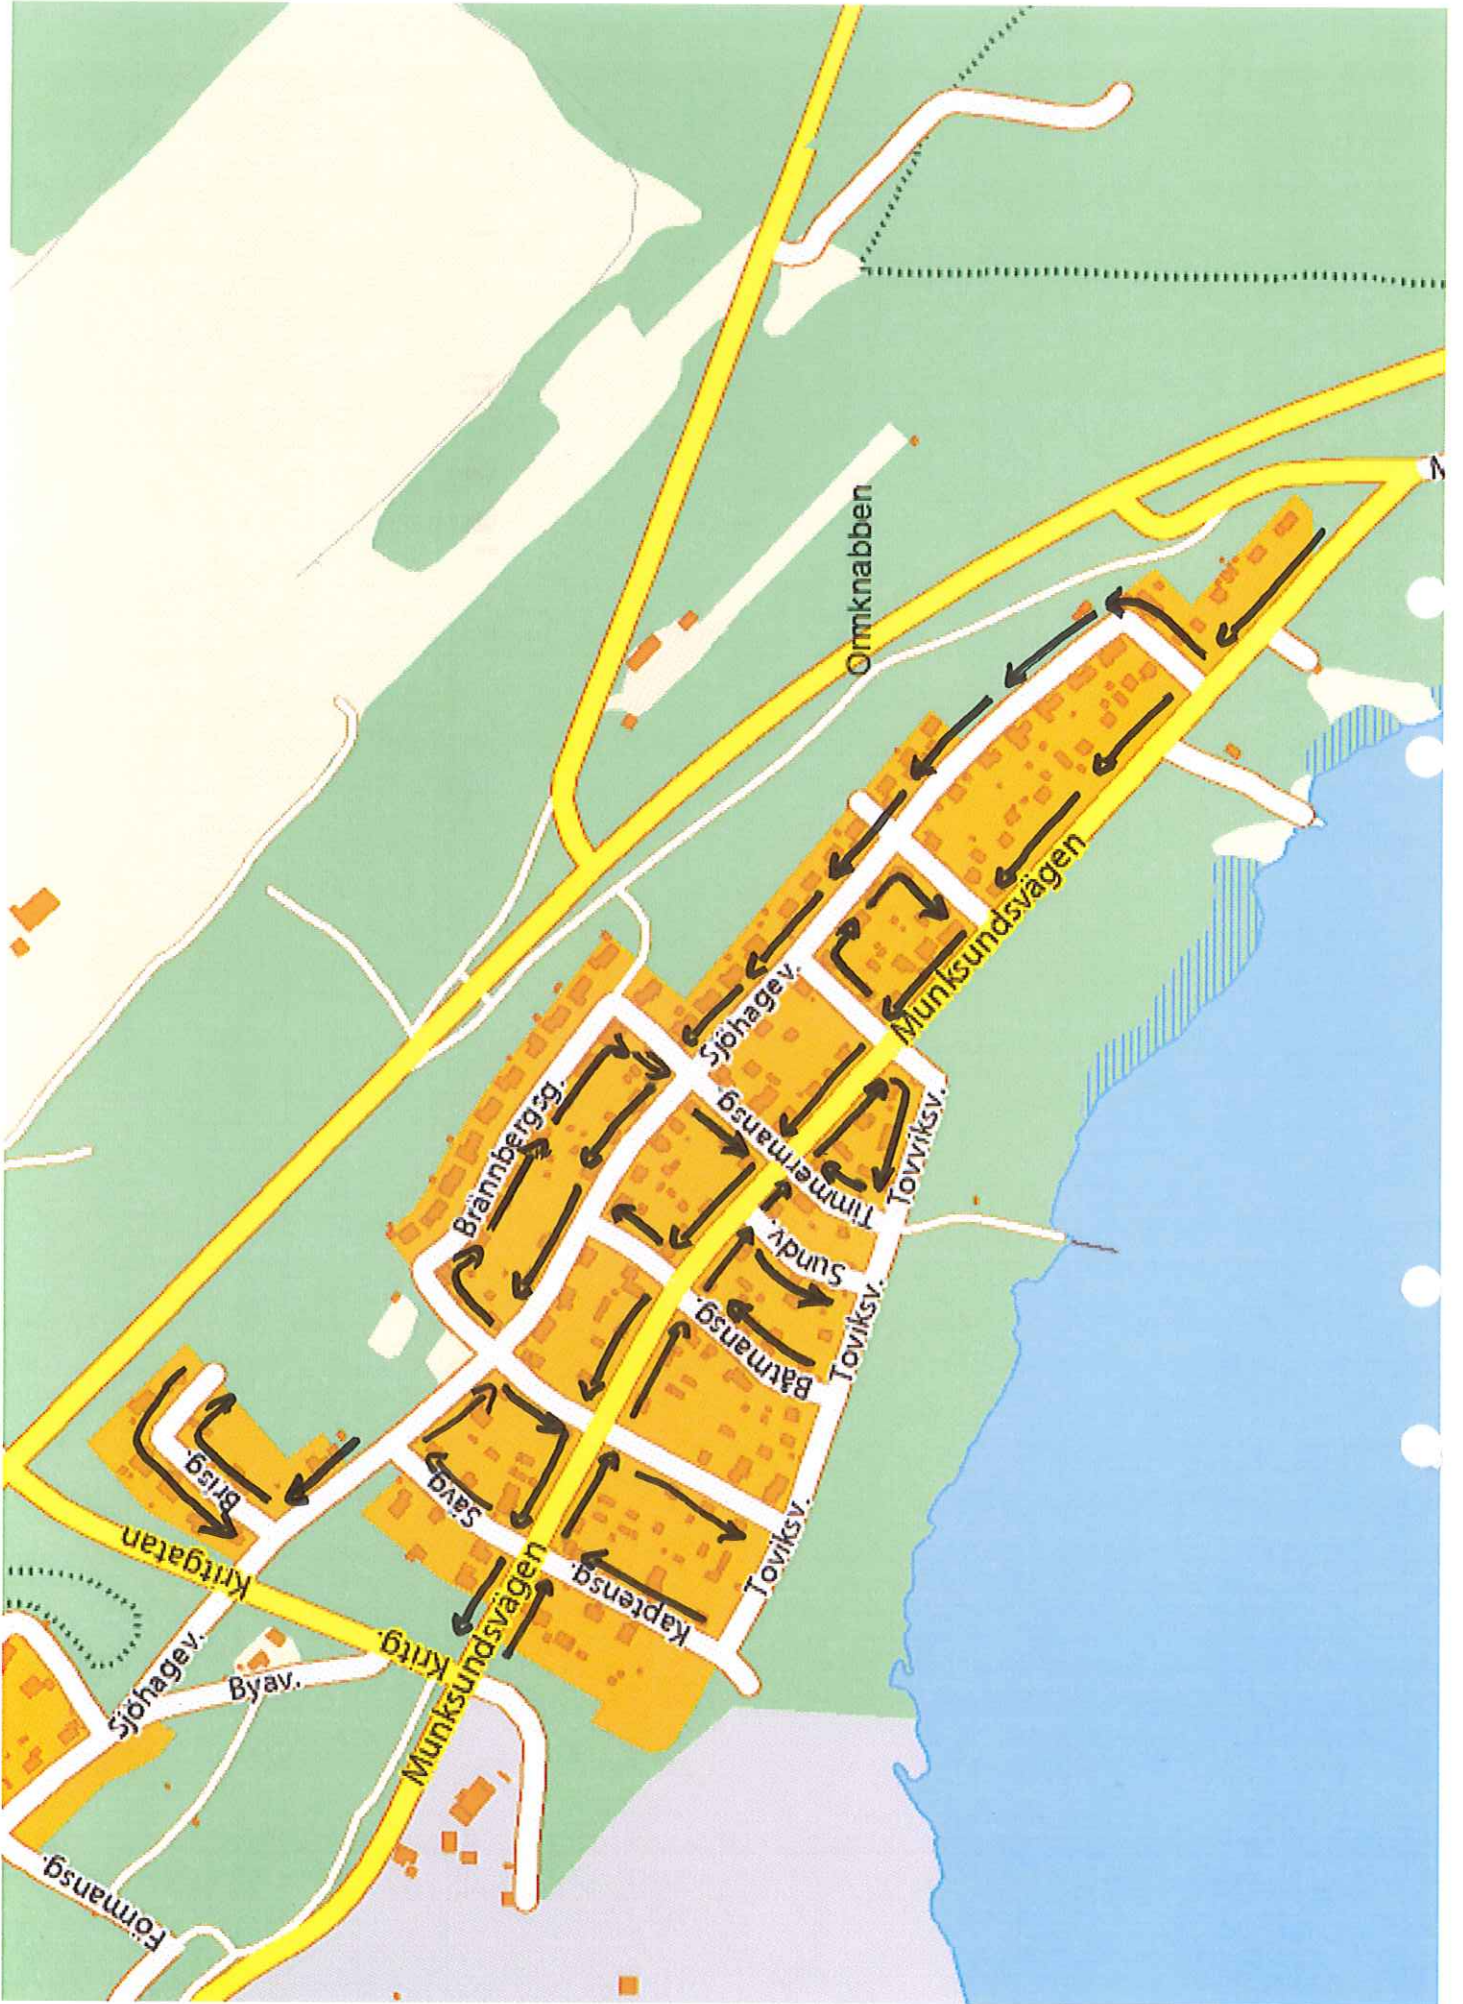 Ormknabben
N
Munksundsvägen
Sjöhagev.
Munksundsvägen
Brännbergsg.
Timmermansg.
Tovviksv.
Sundv.
Toviksv.
Båtmansg.
Brisg.
Sävg.
Toviksv.
Kaptensg.
Kritgatan
Kritg.
Munksundsvägen
Sjöhagev.
Byav.
Förmansg.